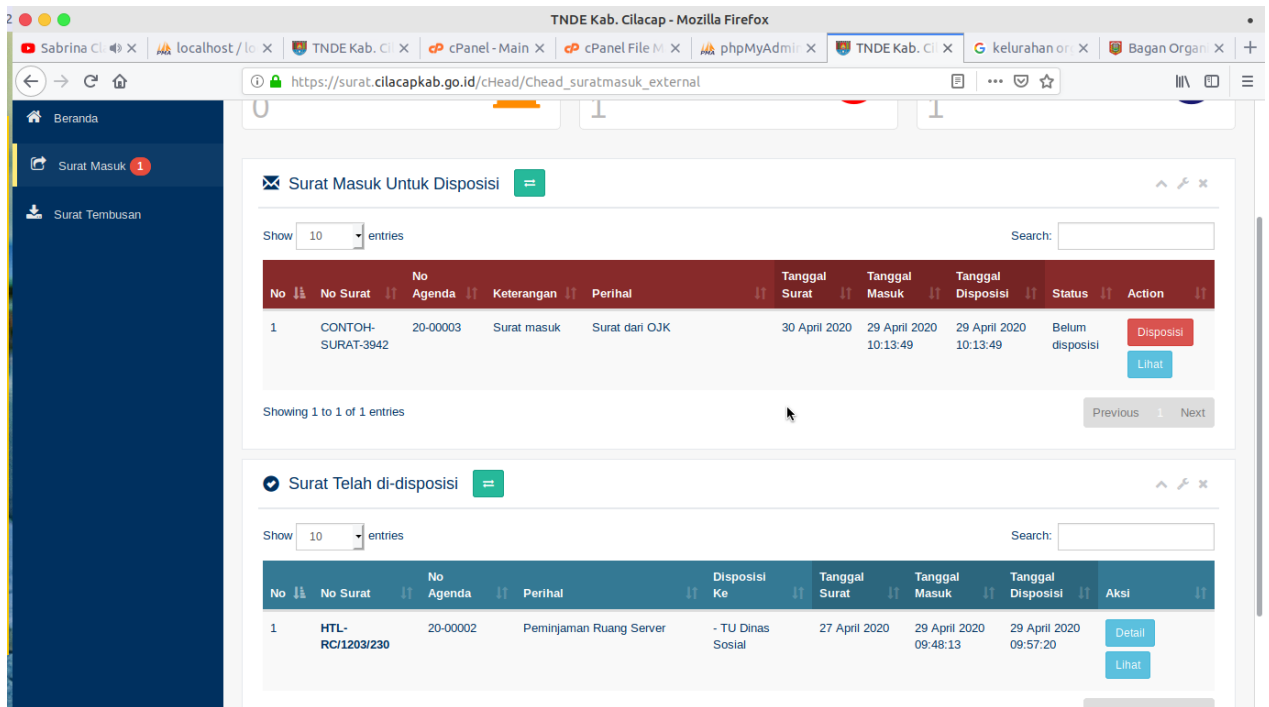 TNDE Kab. Cilacap - Mozilla Firefox
Sabrina Cl
localhost / lo
TNDE Kab. Ci
cPanel - Main
cPanel File M
phpMyAdmin
TNDE Kab. Ci
kelurahan or
Bagan Organi
https://surat.cilacapkab.go.id/cHead/Chead_suratmasuk_external
Beranda
Surat Masuk 1
Surat Tembusan
0
1
1
Surat Masuk Untuk Disposisi
Show 10 entries
Search:
No No Surat No Agenda Keterangan Perihal Tanggal Surat Tanggal Masuk Tanggal Disposisi Status Action
1 CONTOH-SURAT-3942 20-00003 Surat masuk Surat dari OJK 30 April 2020 29 April 2020 10:13:49 29 April 2020 10:13:49 Belum disposisi Disposisi
Lihat
Showing 1 to 1 of 1 entries
Previous 1 Next
Surat Telah di-disposisi
Show 10 entries
Search:
No No Surat No Agenda Perihal Disposisi Ke Tanggal Surat Tanggal Masuk Tanggal Disposisi Aksi
1 HTL-RC/1203/230 20-00002 Peminjaman Ruang Server - TU Dinas Sosial 27 April 2020 29 April 2020 09:48:13 29 April 2020 09:57:20 Detail
Lihat